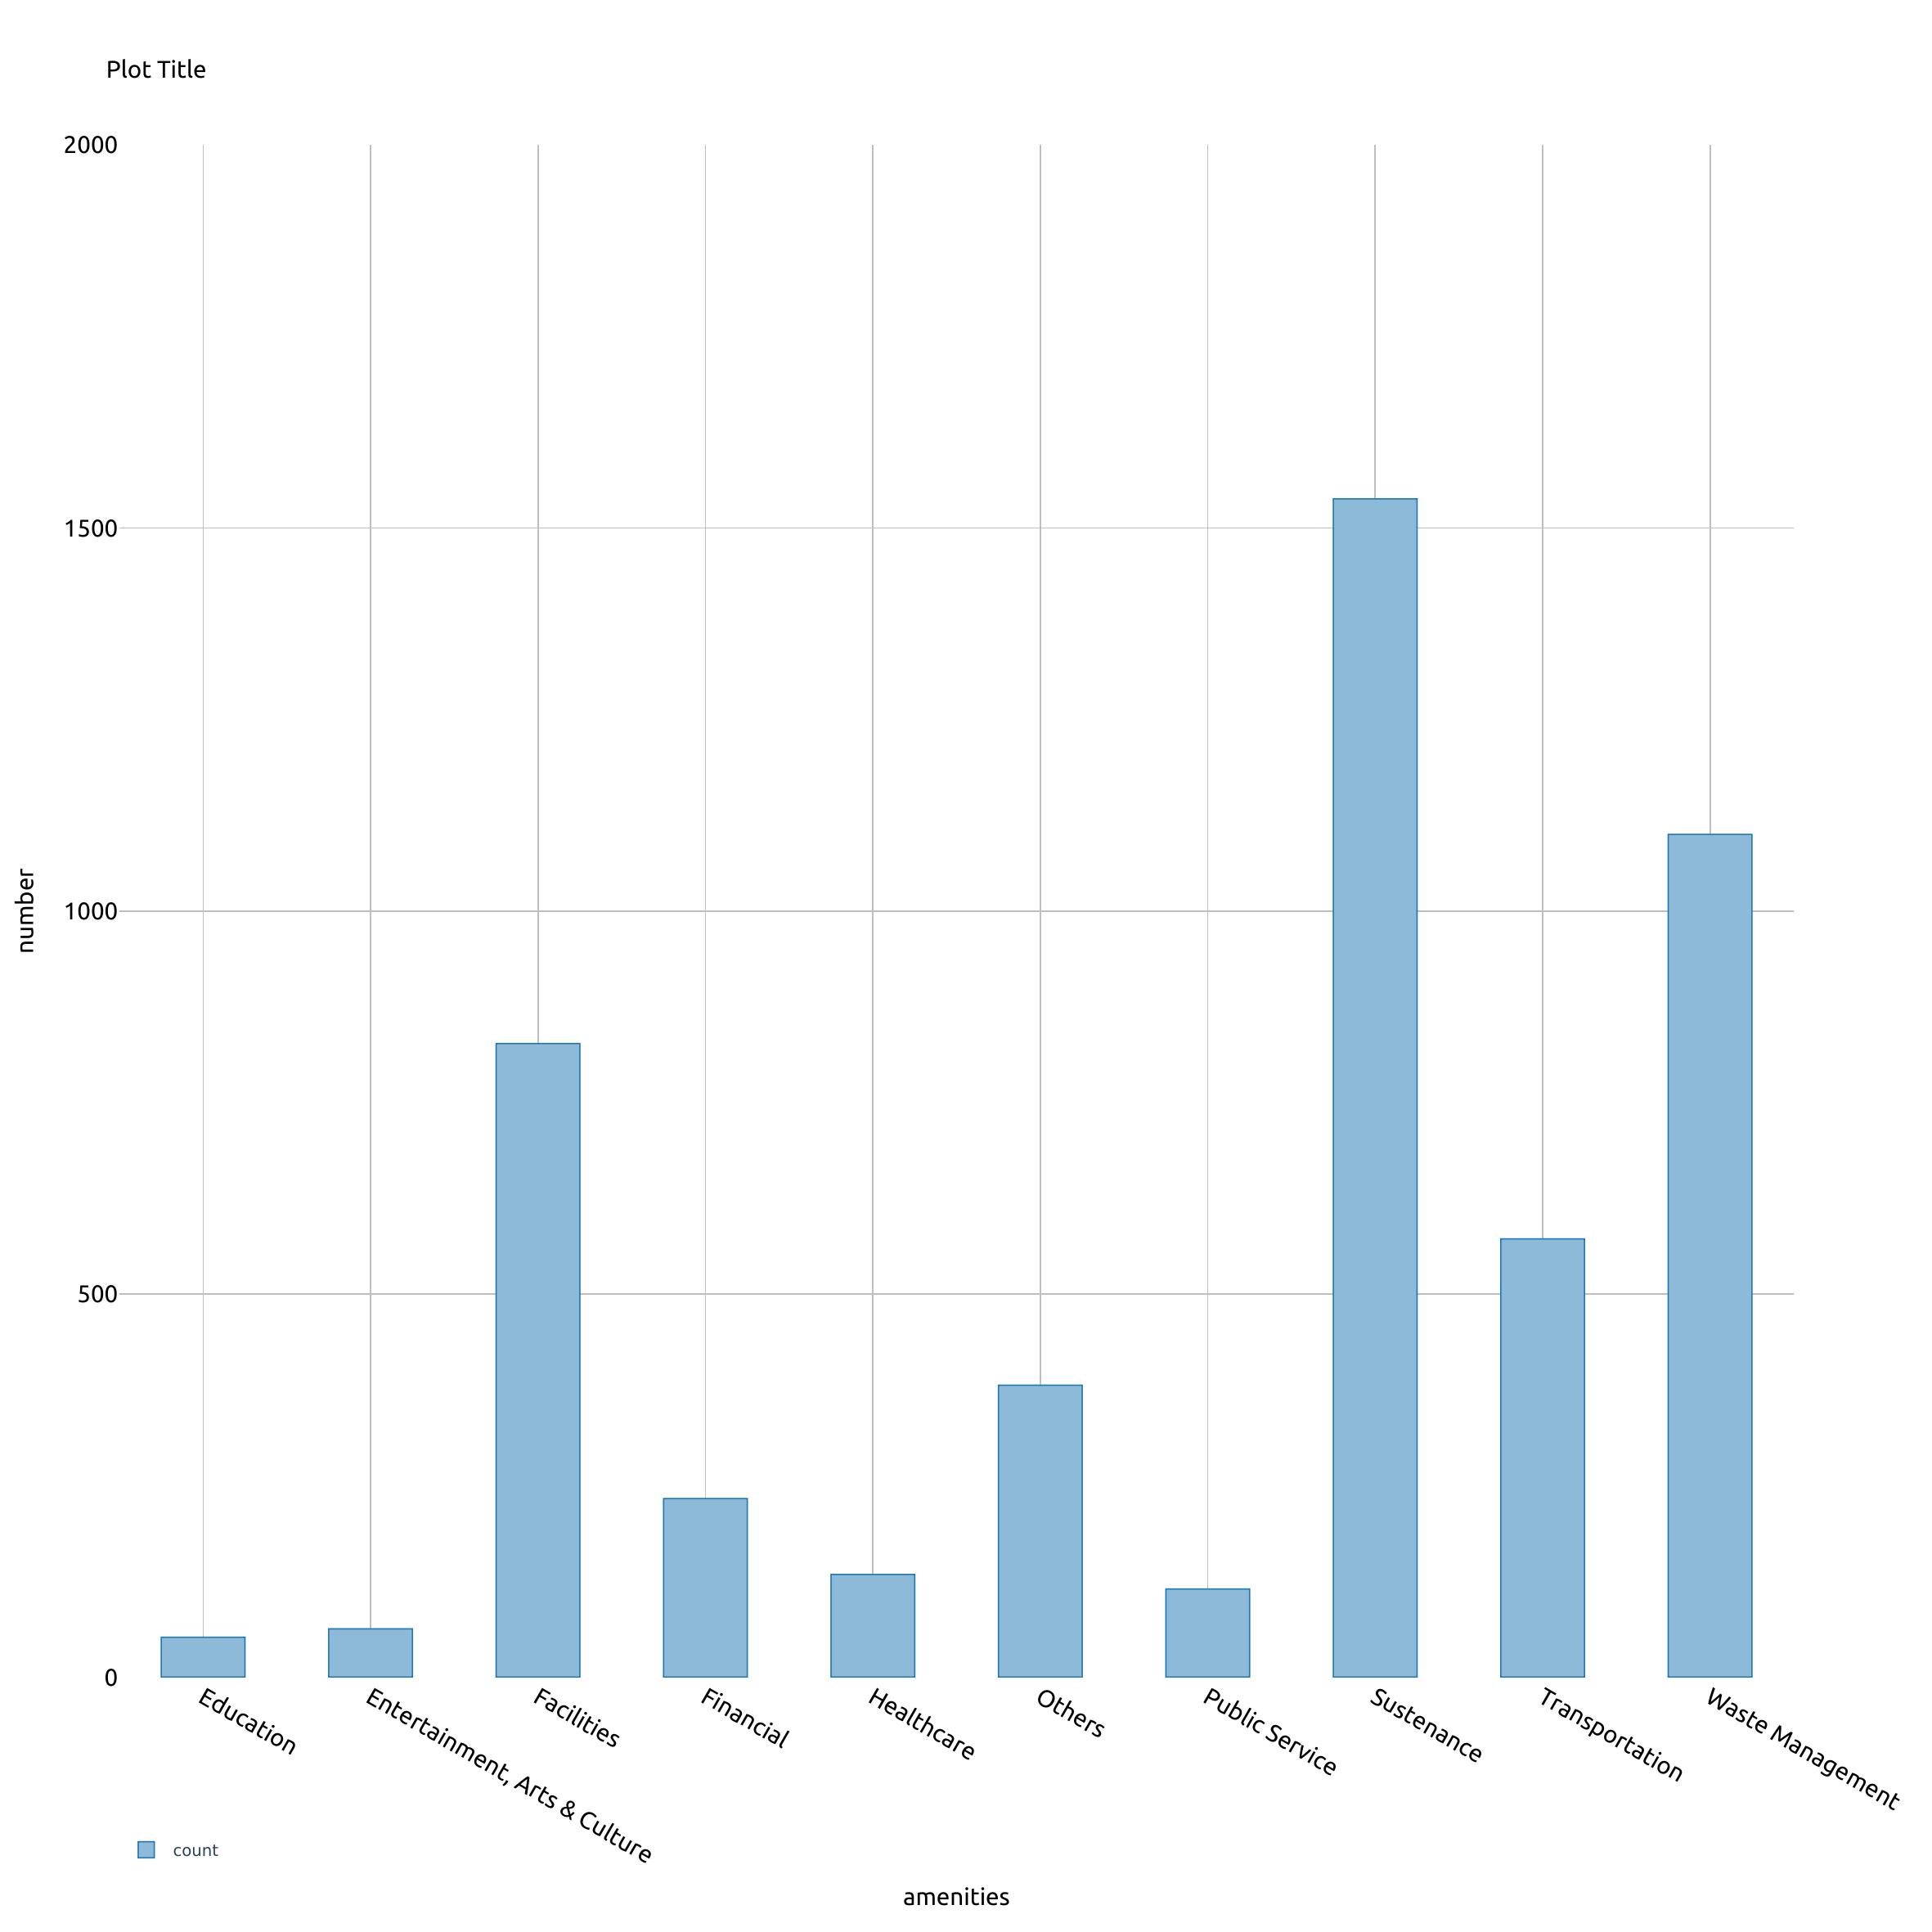 Plot Title
2000
1500
1000
500
0
number
Education
Entertainment, Arts & Culture
Facilities
Financial
Healthcare
Others
Public Service
Sustenance
Transportation
Waste Management
count
amenities